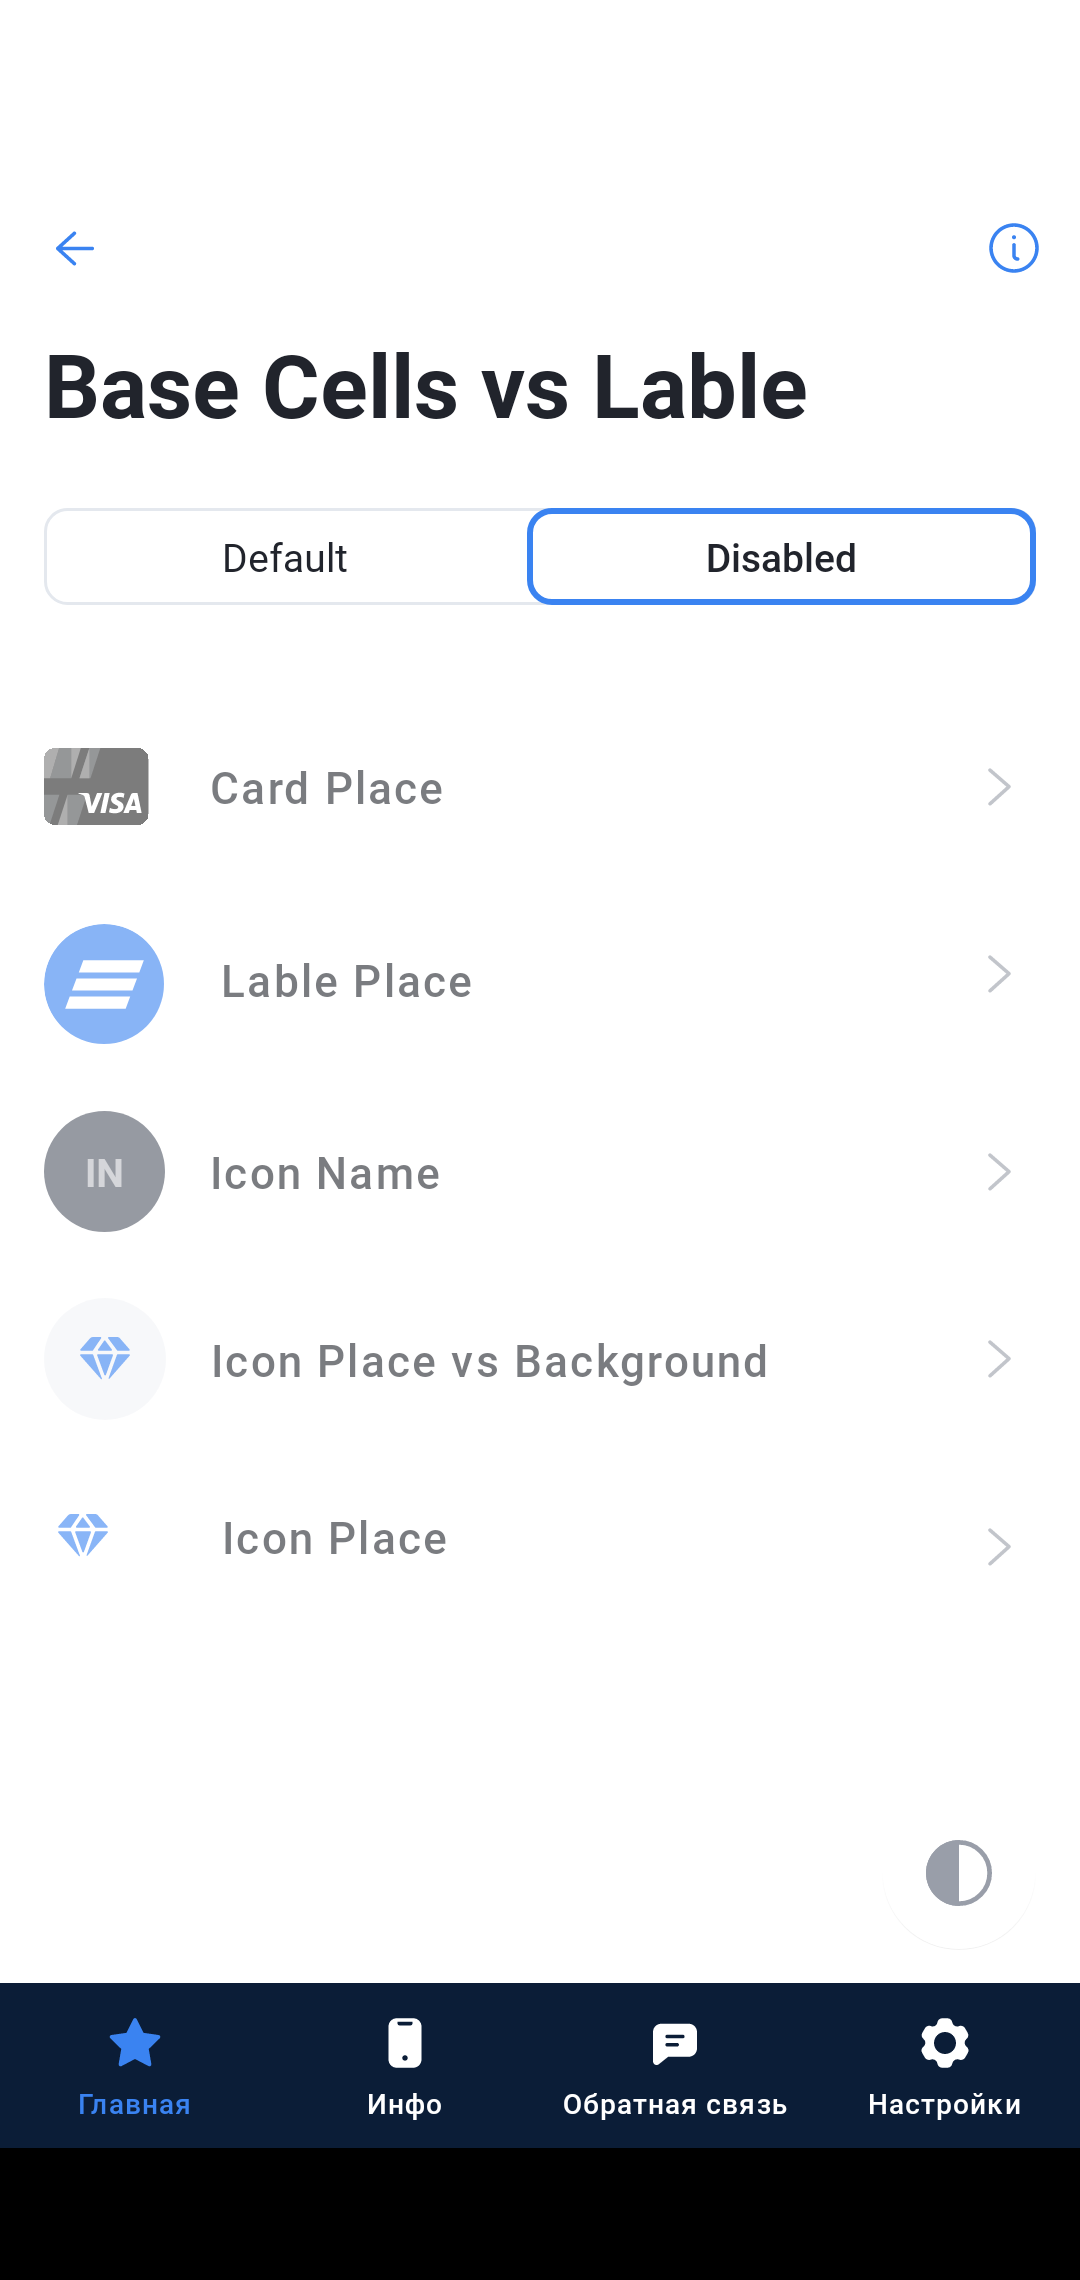 Base Cells vs Lable
Default
Disabled
VISA
Card Place
Lable Place
IN
Icon Name
Icon Place vs Background
Icon Place
Главная
Инфо
Обратная связь
Настройки